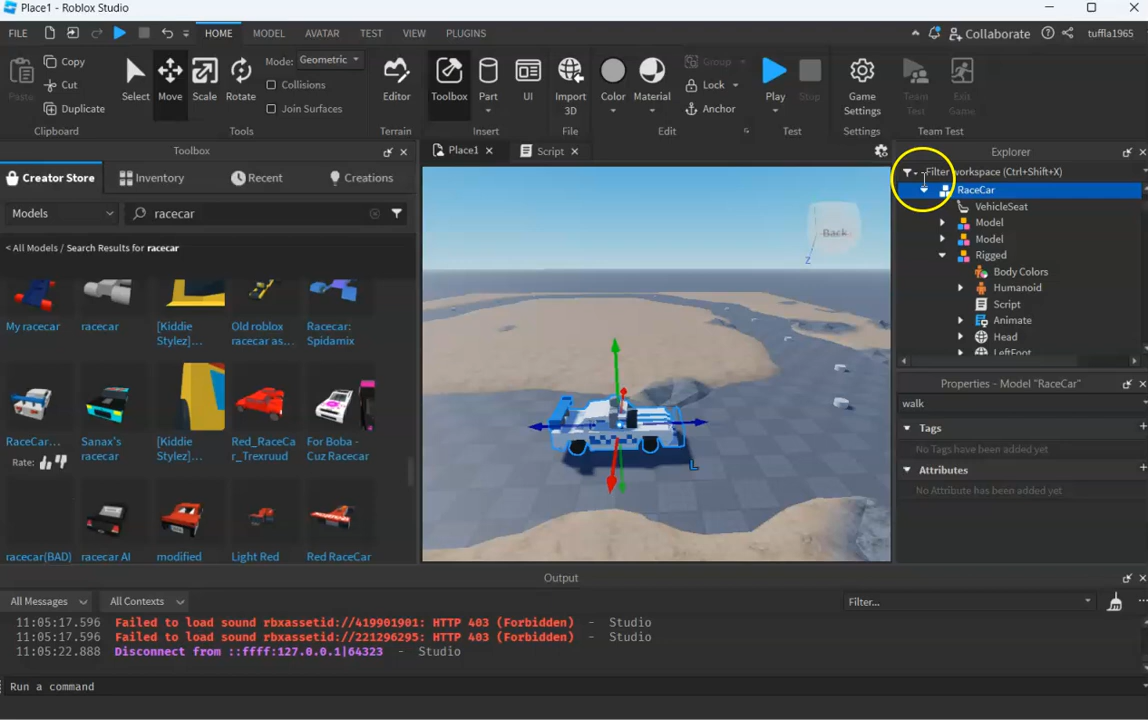 Place1 - Roblox Studio
FILE HOME MODEL AVATAR TEST VIEW PLUGINS Collaborate tuffla1965
Copy Mode: Geometric Group
Cut Collisions Lock
Duplicate Join Surfaces Anchor
Paste Select Move Scale Rotate Editor Toolbox Part UI Import 3D Color Material Play Stop Game Settings Team Test Exit Game
Clipboard Tools Terrain Insert File Edit Test Settings Team Test
Toolbox
Creator Store Inventory Recent Creations
Models racecar
< All Models / Search Results for racecar
My racecar racecar [Kiddie Stylez]... Old roblox racecar as... Racecar: Spidamix
RaceCar... Sanax's racecar [Kiddie Stylez]... Red_RaceCar_Trexruud For Boba - Cuz Racecar
Rate:
racecar(BAD) racecar AI modified Light Red Red RaceCar
Place1 Script
Back
Z
L
Explorer
Filter workspace (Ctrl+Shift+X)
RaceCar
VehicleSeat
Model
Model
Rigged
Body Colors
Humanoid
Script
Animate
Head
LeftFoot
Properties - Model "RaceCar"
walk
Tags
No Tags have been added yet
Attributes
No Attribute has been added yet
Output
All Messages All Contexts Filter...
11:05:17.596 Failed to load sound rbxassetid://419901901: HTTP 403 (Forbidden) - Studio
11:05:17.596 Failed to load sound rbxassetid://221296295: HTTP 403 (Forbidden) - Studio
11:05:22.888 Disconnect from ::ffff:127.0.0.1|64323 - Studio
Run a command